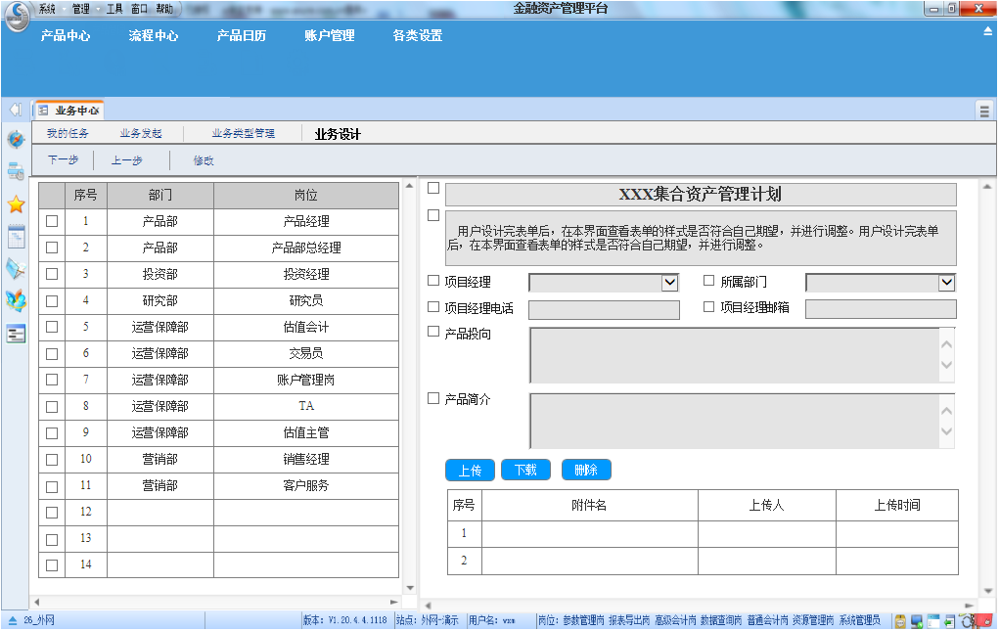 系统 管理 工具 窗口 帮助
金融资产管理平台
产品中心 流程中心 产品日历 账户管理 各类设置
业务中心
我的任务 业务发起 业务类型管理 业务设计
下一步 上一步 修改
序号 部门 岗位
1 产品部 产品经理
2 产品部 产品部总经理
3 投资部 投资经理
4 研究部 研究员
5 运营保障部 估值会计
6 运营保障部 交易员
7 运营保障部 账户管理岗
8 运营保障部 TA
9 运营保障部 估值主管
10 营销部 销售经理
11 营销部 客户服务
12
13
14
XXX集合资产管理计划
用户设计完表单后，在本界面查看表单的样式是否符合自己期望，并进行调整。用户设计完表单
后，在本界面查看表单的样式是否符合自己期望，并进行调整。
项目经理 所属部门
项目经理电话 项目经理邮箱
产品投向
产品简介
上传 下载 删除
序号 附件名 上传人 上传时间
1
2
26_外网 版本: V1.20.4.4.1118 站点: 外网-演示 用户名: vxm 岗位: 参数管理岗 报表导出岗 高级会计岗 数据查询岗 普通会计岗 资源管理岗 系统管理员